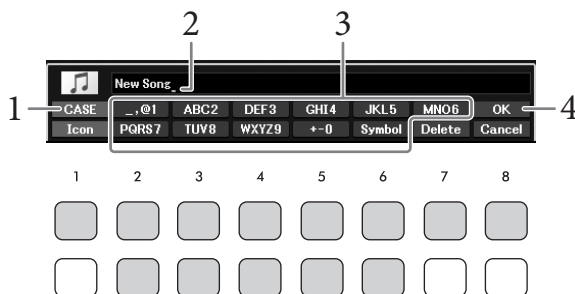 2
3
New Song_
1
CASE _,@1 ABC2 DEF3 GHI4 JKL5 MNO6 OK
4
Icon PQRS7 TUV8 WXYZ9 +-0 Symbol Delete Cancel
1 2 3 4 5 6 7 8